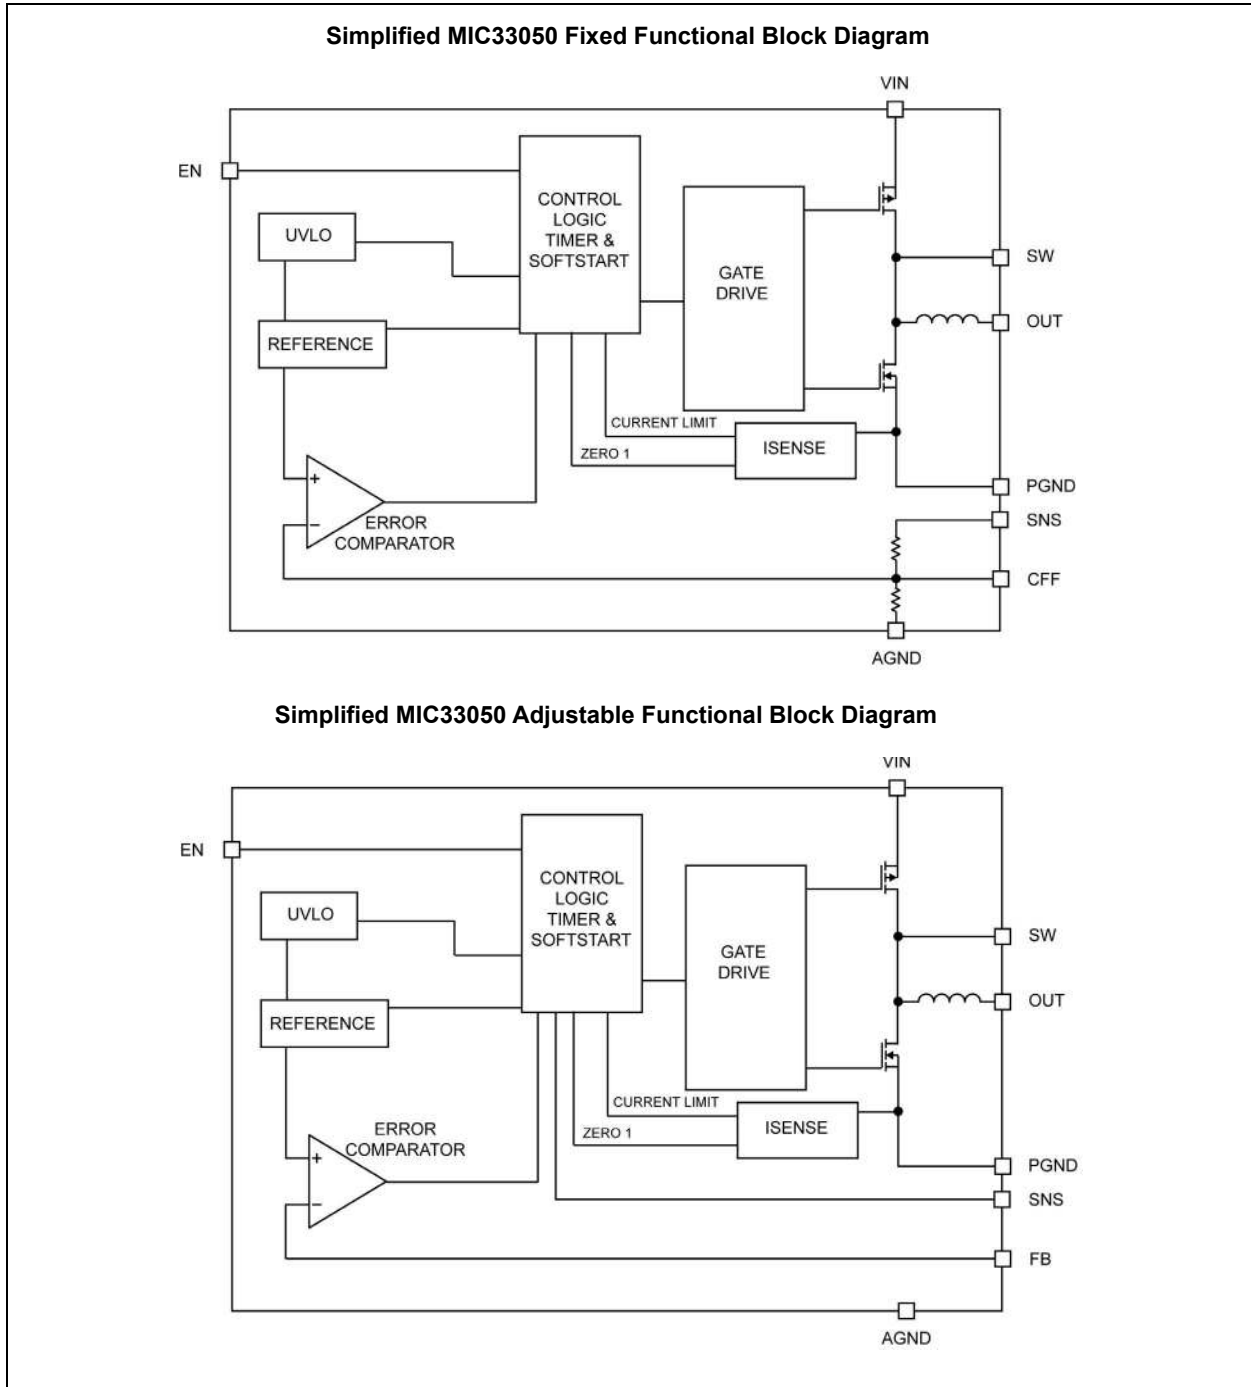 Simplified MIC33050 Fixed Functional Block Diagram
VIN
EN
CONTROL
LOGIC
TIMER &
SOFTSTART
UVLO
GATE
DRIVE
SW
OUT
REFERENCE
CURRENT LIMIT
ISENSE
ZERO 1
+
−
ERROR
COMPARATOR
PGND
SNS
CFF
AGND
Simplified MIC33050 Adjustable Functional Block Diagram
VIN
EN
CONTROL
LOGIC
TIMER &
SOFTSTART
UVLO
GATE
DRIVE
SW
OUT
REFERENCE
CURRENT LIMIT
ISENSE
ZERO 1
ERROR
COMPARATOR
+
−
PGND
SNS
FB
AGND